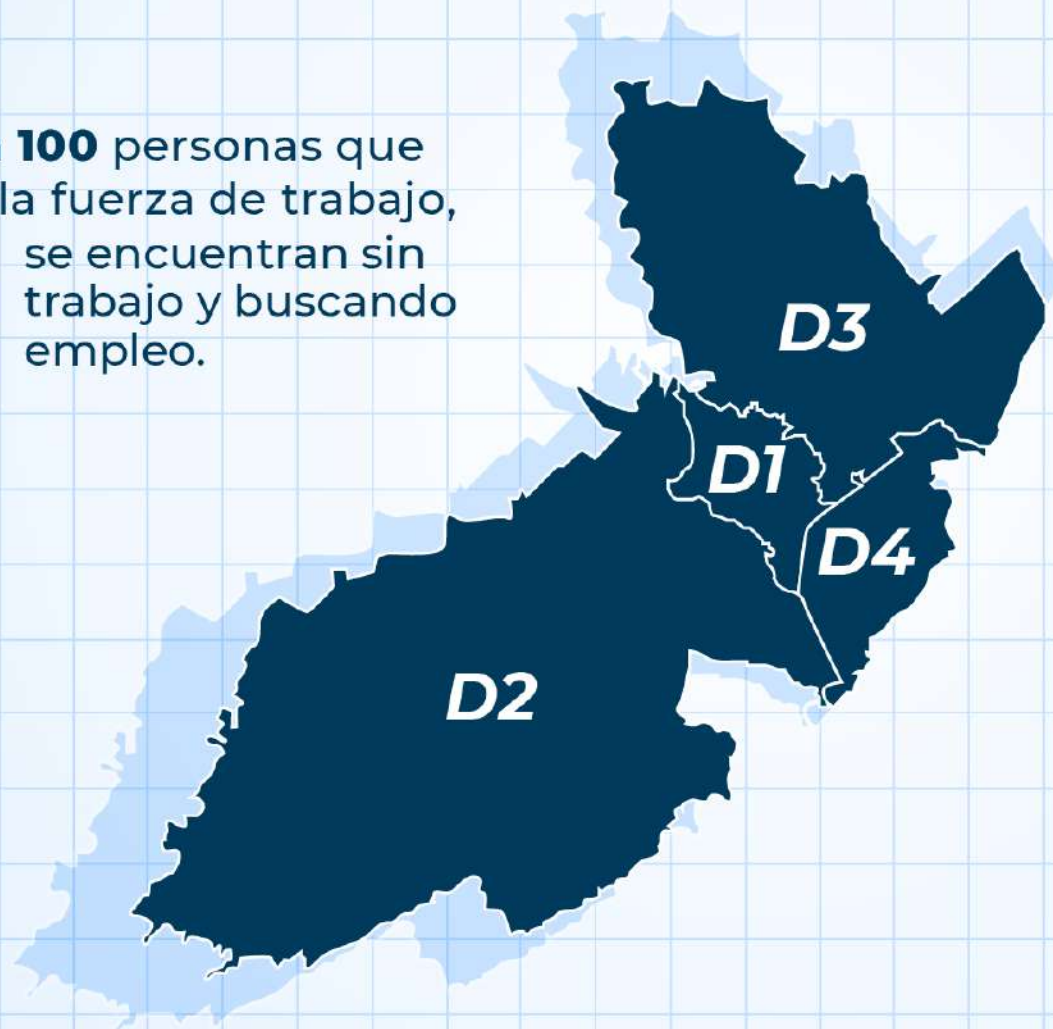 100 personas que
la fuerza de trabajo,
se encuentran sin
trabajo y buscando
empleo.
D3
D1
D4
D2